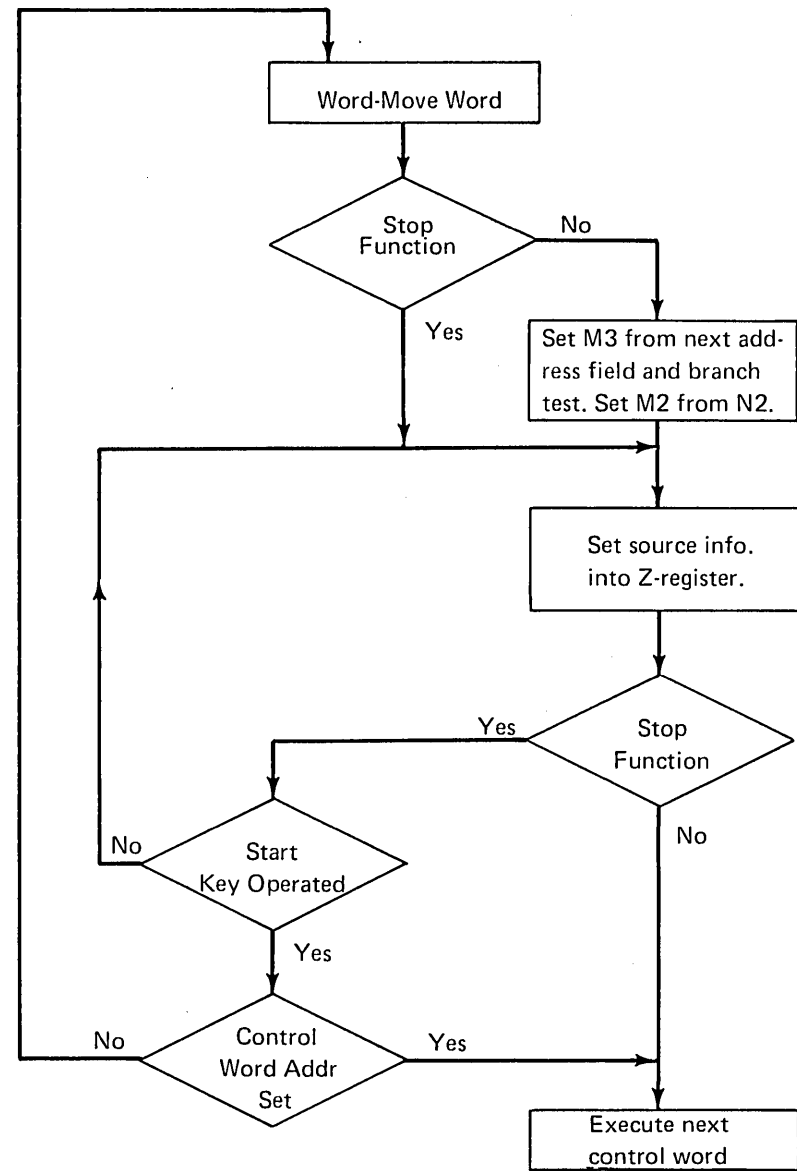 Word-Move Word
Stop
Function
No
Yes
Set M3 from next add-
ress field and branch
test. Set M2 from N2.
Set source info.
into Z-register.
Yes
Stop
Function
No
No
Start
Key Operated
Yes
No
Control
Word Addr
Set
Yes
Execute next
control word